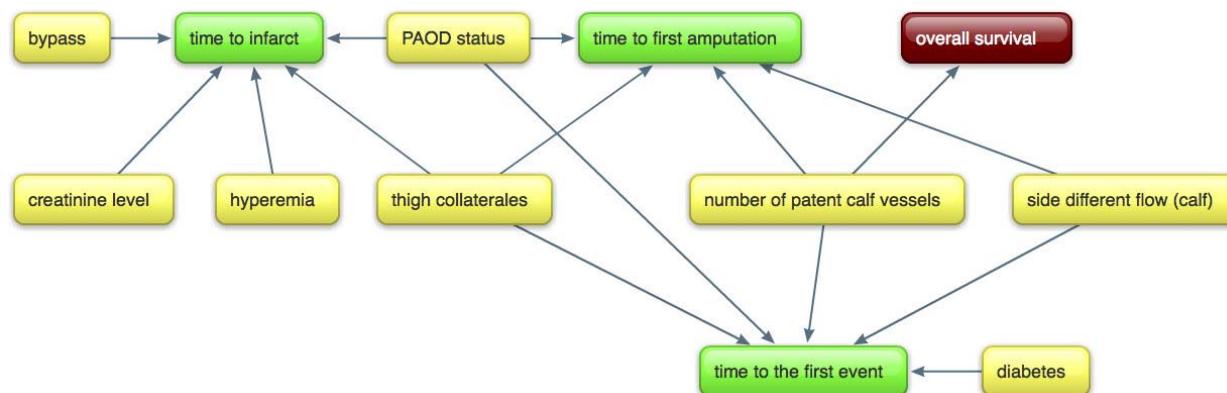 bypass
time to infarct
PAOD status
time to first amputation
overall survival
creatinine level
hyperemia
thigh collaterales
number of patent calf vessels
side different flow (calf)
time to the first event
diabetes